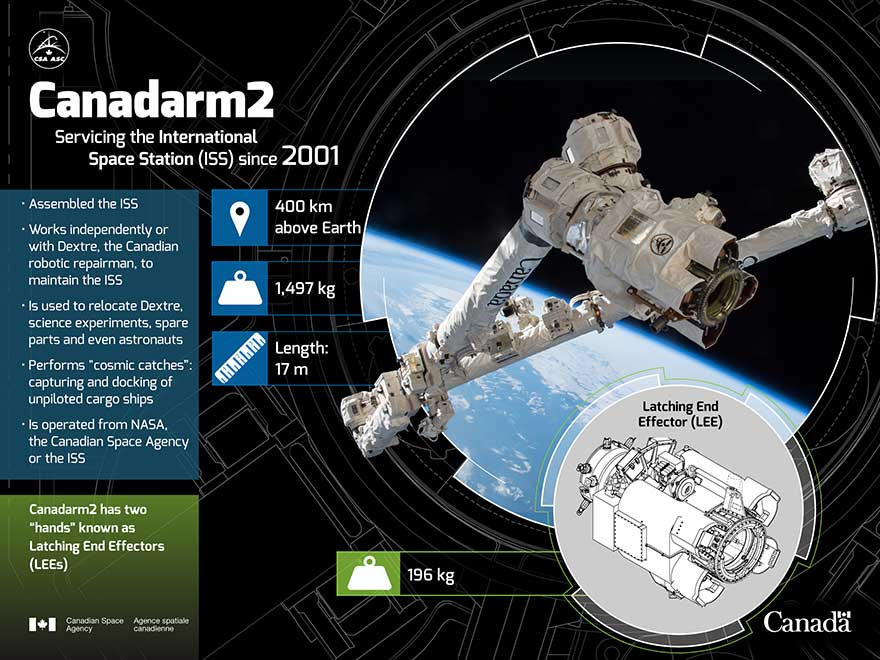 CSA ASC
Canadarm2
Servicing the International
Space Station (ISS) since 2001
· Assembled the ISS
· Works independently or
with Dextre, the Canadian
robotic repairman, to
maintain the ISS
· Is used to relocate Dextre,
science experiments, spare
parts and even astronauts
· Performs “cosmic catches”:
capturing and docking of
unpiloted cargo ships
· Is operated from NASA,
the Canadian Space Agency
or the ISS
Canadarm2 has two
“hands” known as
Latching End Effectors
(LEEs)
400 km
above Earth
1,497 kg
Length:
17 m
Canada
Latching End
Effector (LEE)
196 kg
Canadian Space
Agency
Agence spatiale
canadienne
Canada